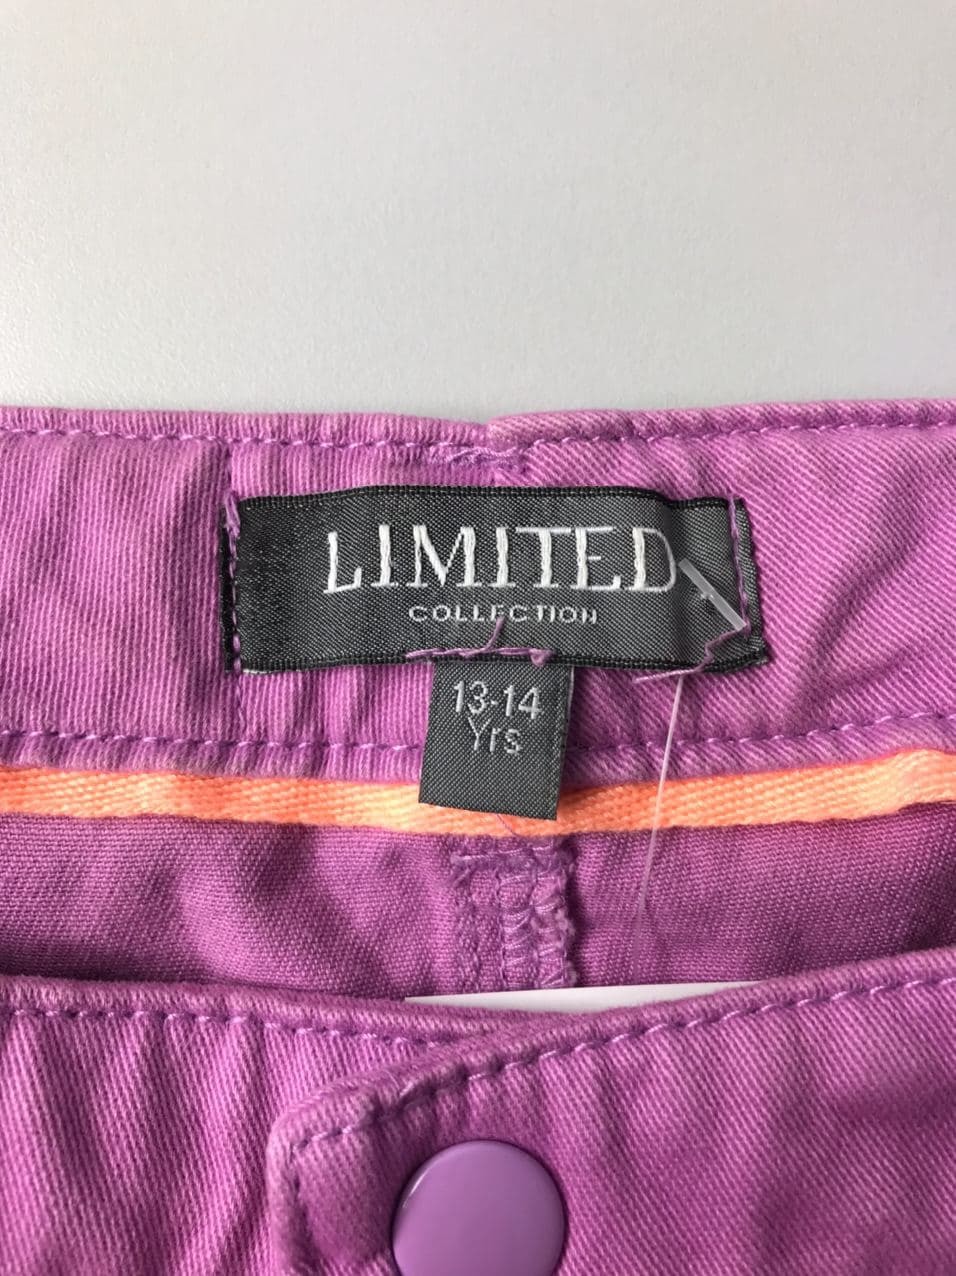 LIMITED
COLLECTION
13-14
Yrs